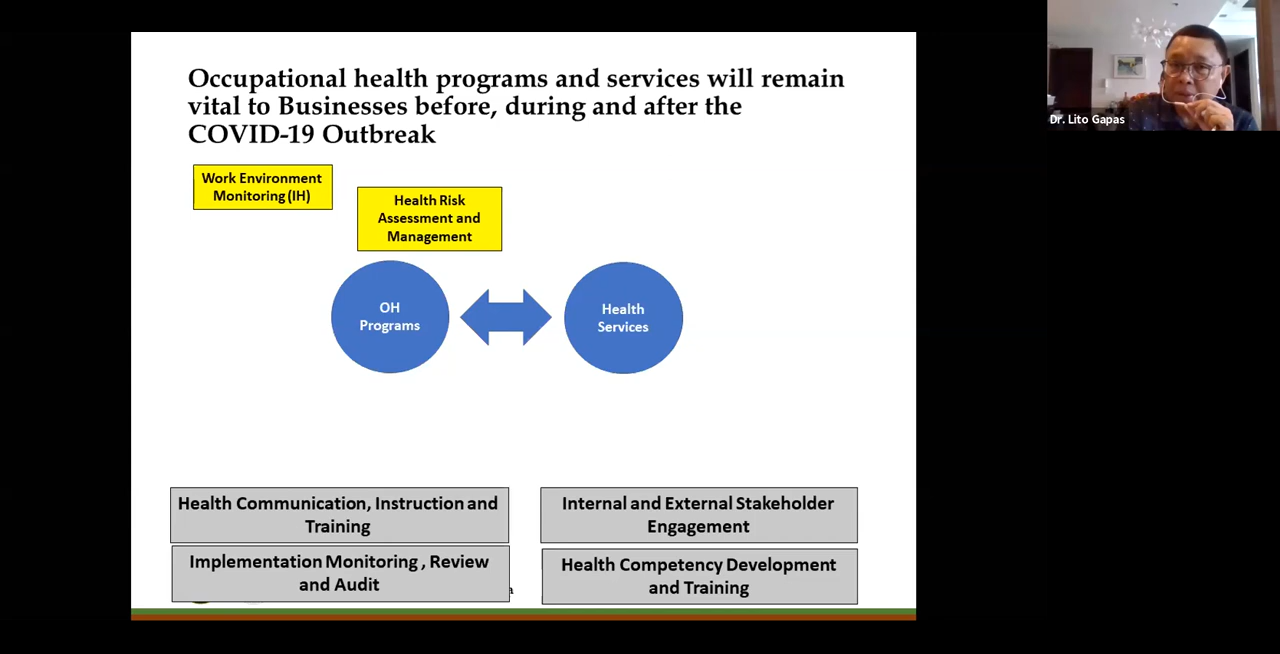 Occupational health programs and services will remain
vital to Businesses before, during and after the
COVID-19 Outbreak
Work Environment
Monitoring (IH)
Health Risk
Assessment and
Management
OH
Programs
Health
Services
Health Communication, Instruction and
Training
Internal and External Stakeholder
Engagement
Implementation Monitoring , Review
and Audit
Health Competency Development
and Training
Dr. Lito Gapas